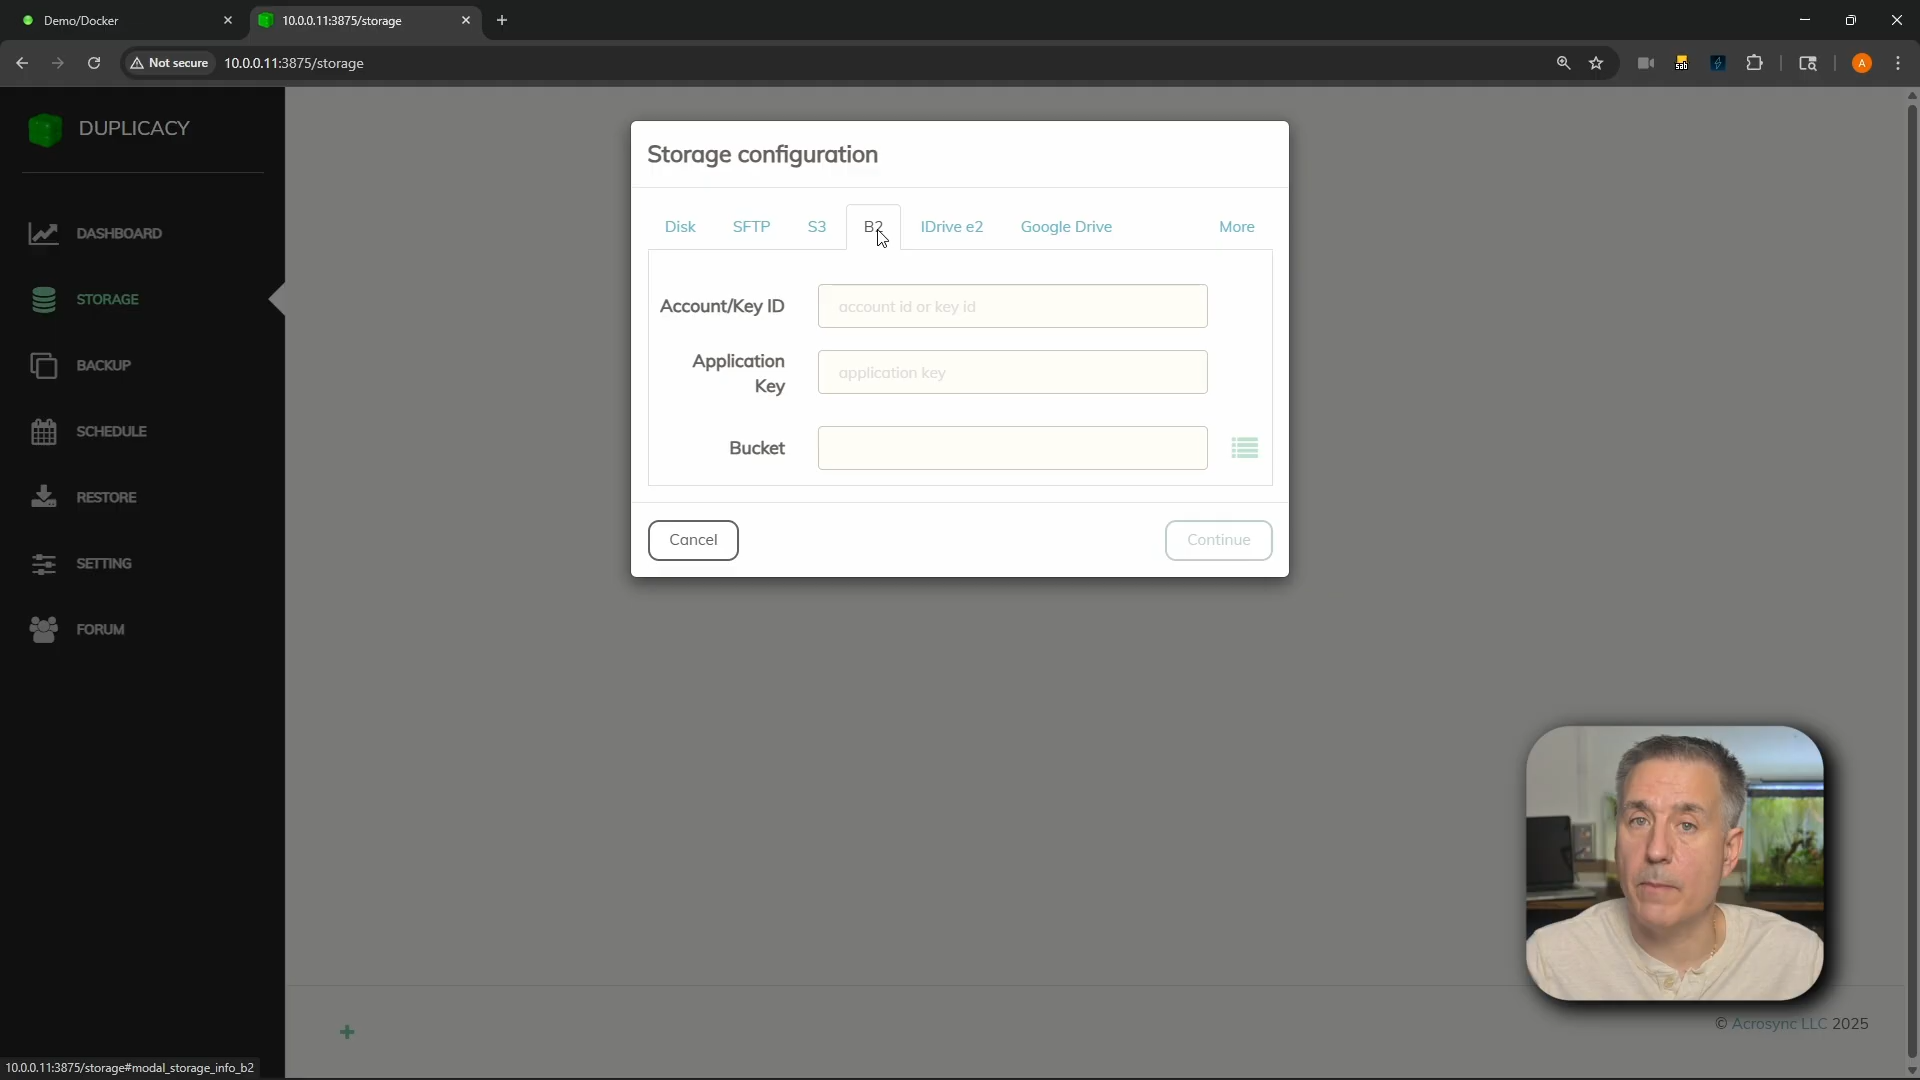 Demo/Docker
10.0.0.11:3875/storage
Not secure
10.0.0.11:3875/storage
sab
A
DUPLICACY
DASHBOARD
STORAGE
BACKUP
SCHEDULE
RESTORE
SETTING
FORUM
Storage configuration
Disk
SFTP
S3
B2
IDrive e2
Google Drive
More
Account/Key ID
account id or key id
Application
Key
application key
Bucket
Cancel
Continue
© Acrosync LLC 2025
10.0.0.11:3875/storage#modal_storage_info_b2